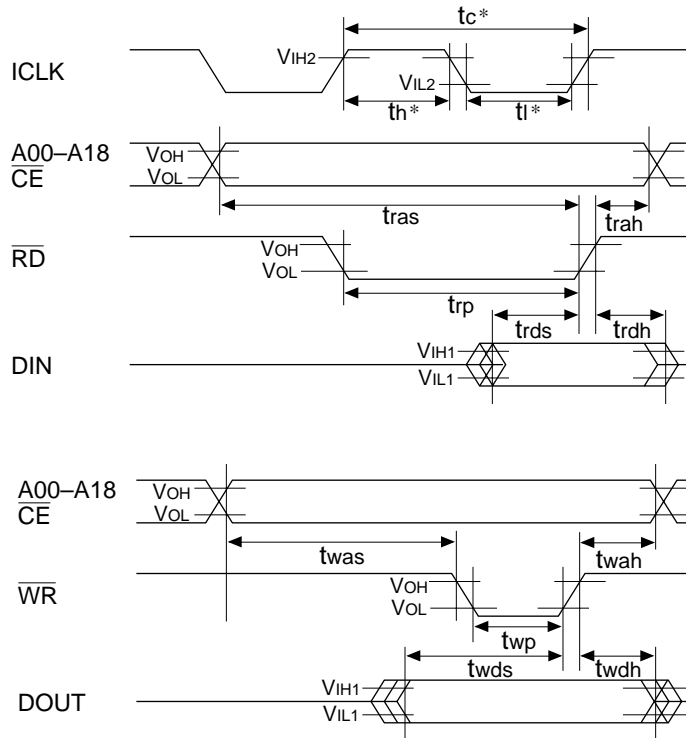 tc*
ICLK
VIH2
VIL2
th*
tl*
A00–A18
CE
VOH
VOL
tras
trah
RD
VOH
VOL
trp
trds
trdh
DIN
VIH1
VIL1
A00–A18
CE
VOH
VOL
twas
twah
WR
VOH
VOL
twp
twds
twdh
DOUT
VIH1
VIL1